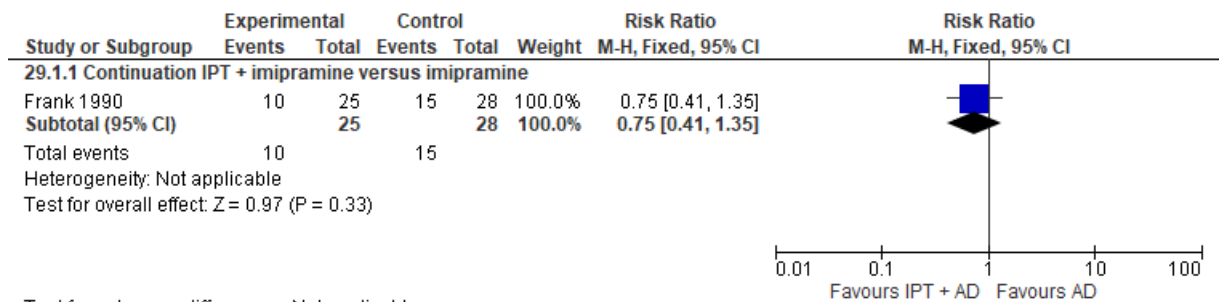 Experimental Control Risk Ratio Risk Ratio
Study or Subgroup Events Total Events Total Weight M-H, Fixed, 95% CI M-H, Fixed, 95% CI
29.1.1 Continuation IPT + imipramine versus imipramine
Frank 1990 10 25 15 28 100.0% 0.75 [0.41, 1.35]
Subtotal (95% CI) 25 28 100.0% 0.75 [0.41, 1.35]
Total events 10 15
Heterogeneity: Not applicable
Test for overall effect: Z = 0.97 (P = 0.33)
0.01 0.1 1 10 100
Favours IPT + AD Favours AD